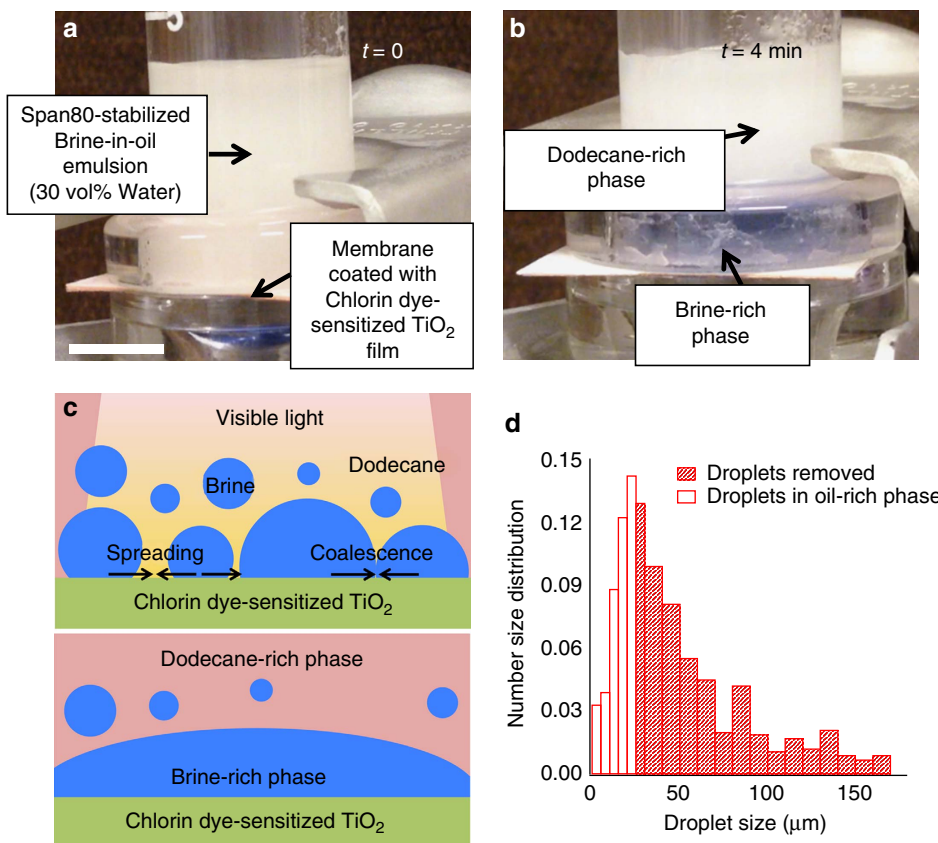 a
t = 0
Span80-stabilized
Brine-in-oil
emulsion
(30 vol% Water)
Membrane
coated with
Chlorin dye-
sensitized TiO2
film
b
t = 4 min
Dodecane-rich
phase
Brine-rich
phase
c
Visible light
Dodecane
Brine
Spreading
Coalescence
Chlorin dye-sensitized TiO2
Dodecane-rich phase
Brine-rich phase
Chlorin dye-sensitized TiO2
d
Droplets removed
Droplets in oil-rich phase
Number size distribution
0.15
0.12
0.09
0.06
0.03
0.00
0
50
100
150
Droplet size (μm)